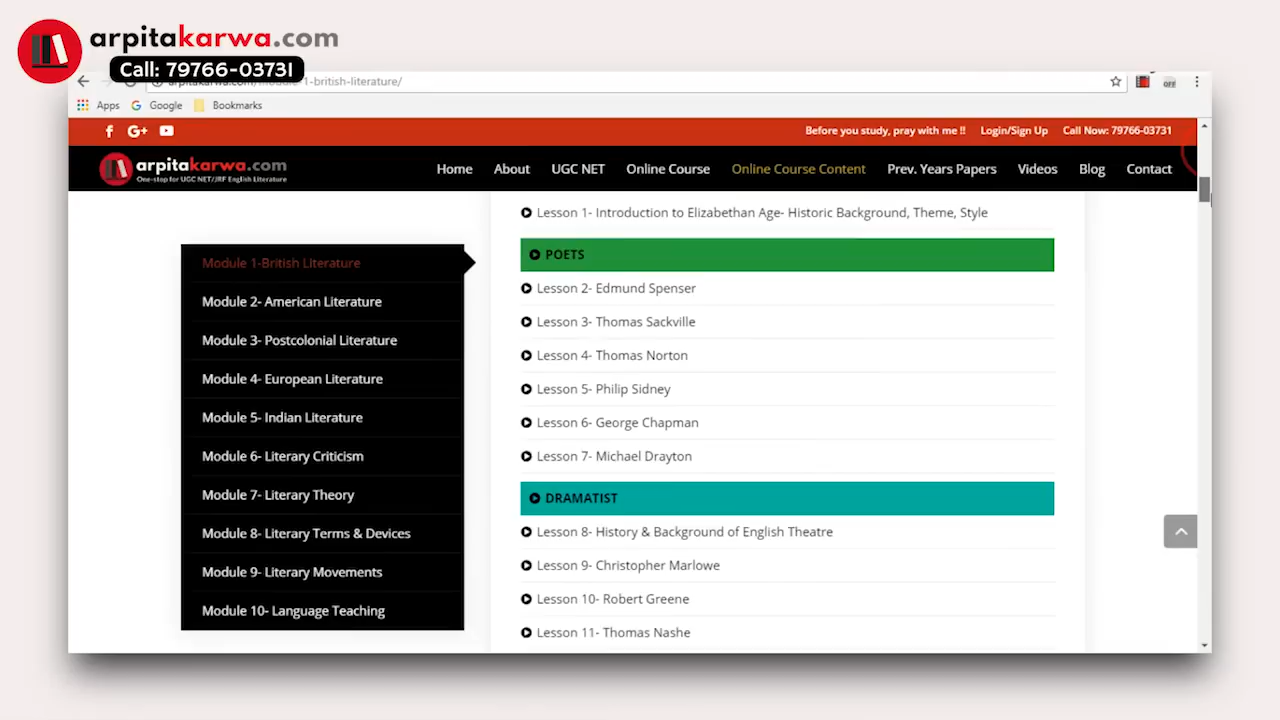 arpitakarwa.com
Call: 79766-03731
-1-british-literature/
OFF
Apps
Google
Bookmarks
Before you study, pray with me !!
Login/Sign Up
Call Now: 79766-03731
arpitakarwa.com
One-stop for UGC NET/JRF English Literature
Home
About
UGC NET
Online Course
Online Course Content
Prev. Years Papers
Videos
Blog
Contact
Module 1-British Literature
Module 2- American Literature
Module 3- Postcolonial Literature
Module 4- European Literature
Module 5- Indian Literature
Module 6- Literary Criticism
Module 7- Literary Theory
Module 8- Literary Terms & Devices
Module 9- Literary Movements
Module 10- Language Teaching
Lesson 1- Introduction to Elizabethan Age- Historic Background, Theme, Style
POETS
Lesson 2- Edmund Spenser
Lesson 3- Thomas Sackville
Lesson 4- Thomas Norton
Lesson 5- Philip Sidney
Lesson 6- George Chapman
Lesson 7- Michael Drayton
DRAMATIST
Lesson 8- History & Background of English Theatre
Lesson 9- Christopher Marlowe
Lesson 10- Robert Greene
Lesson 11- Thomas Nashe